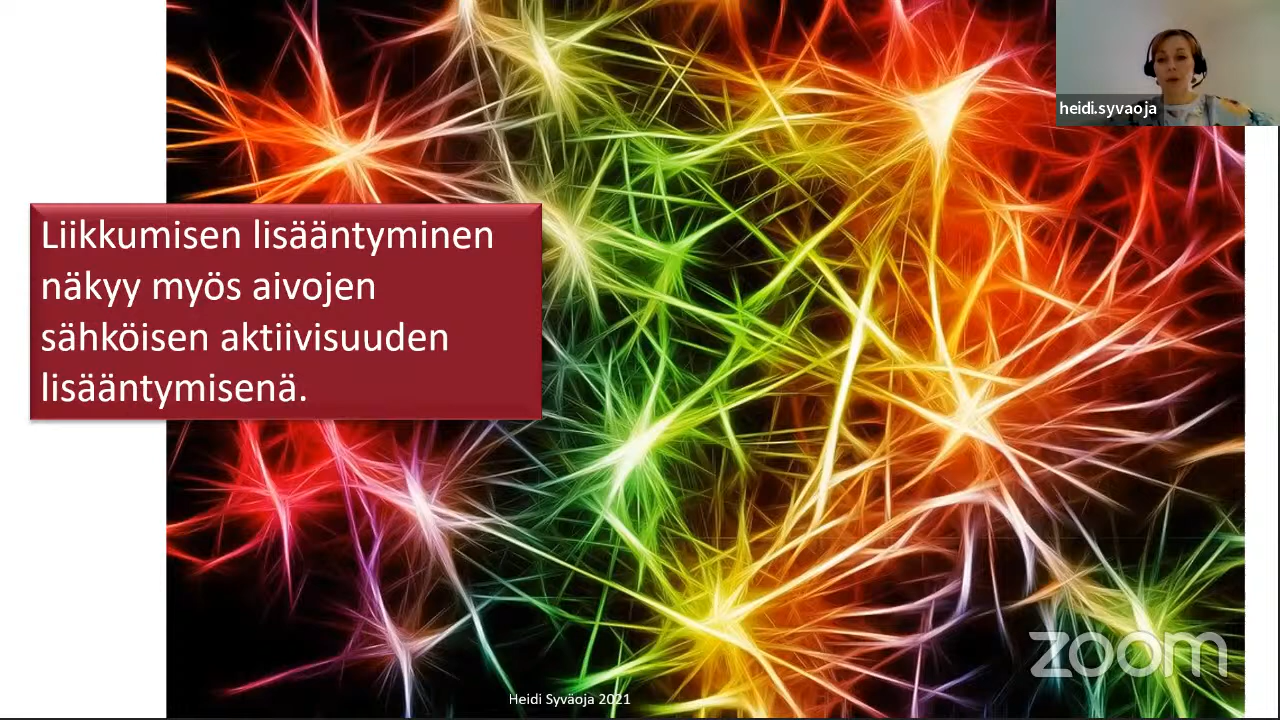 heidi.syvaoja
Liikkumisen lisääntyminen
näkyy myös aivojen
sähköisen aktiivisuuden
lisääntymisenä.
zoom
Heidi Syväoja 2021